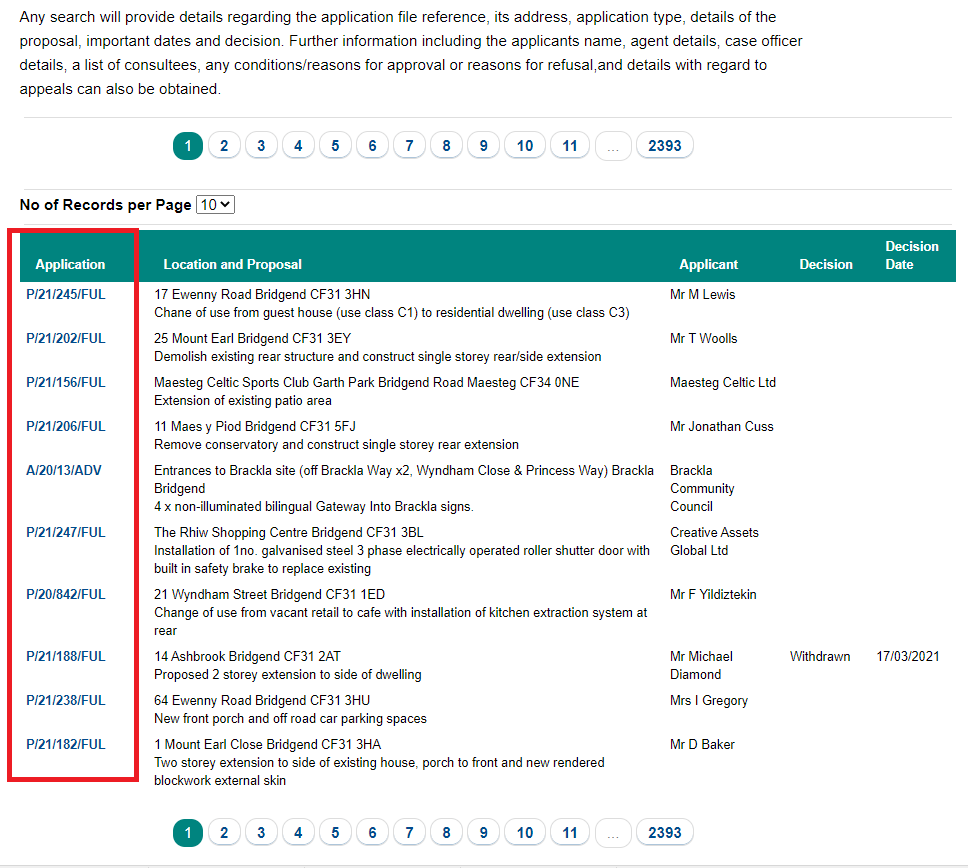 Any search will provide details regarding the application file reference, its address, application type, details of the
proposal, important dates and decision. Further information including the applicants name, agent details, case officer
details, a list of consultees, any conditions/reasons for approval or reasons for refusal,and details with regard to
appeals can also be obtained.
1 2 3 4 5 6 7 8 9 10 11 ... 2393
No of Records per Page 10
Application Location and Proposal Applicant Decision Decision
Date
P/21/245/FUL 17 Ewenny Road Bridgend CF31 3HN Mr M Lewis
Chane of use from guest house (use class C1) to residential dwelling (use class C3)
P/21/202/FUL 25 Mount Earl Bridgend CF31 3EY Mr T Woolls
Demolish existing rear structure and construct single storey rear/side extension
P/21/156/FUL Maesteg Celtic Sports Club Garth Park Bridgend Road Maesteg CF34 0NE Maesteg Celtic Ltd
Extension of existing patio area
P/21/206/FUL 11 Maes y Piod Bridgend CF31 5FJ Mr Jonathan Cuss
Remove conservatory and construct single storey rear extension
A/20/13/ADV Entrances to Brackla site (off Brackla Way x2, Wyndham Close & Princess Way) Brackla Brackla
Bridgend Community
4 x non-illuminated bilingual Gateway Into Brackla signs. Council
P/21/247/FUL The Rhiw Shopping Centre Bridgend CF31 3BL Creative Assets
Installation of 1no. galvanised steel 3 phase electrically operated roller shutter door with Global Ltd
built in safety brake to replace existing
P/20/842/FUL 21 Wyndham Street Bridgend CF31 1ED Mr F Yildiztekin
Change of use from vacant retail to cafe with installation of kitchen extraction system at
rear
P/21/188/FUL 14 Ashbrook Bridgend CF31 2AT Mr Michael Withdrawn 17/03/2021
Proposed 2 storey extension to side of dwelling Diamond
P/21/238/FUL 64 Ewenny Road Bridgend CF31 3HU Mrs I Gregory
New front porch and off road car parking spaces
P/21/182/FUL 1 Mount Earl Close Bridgend CF31 3HA Mr D Baker
Two storey extension to side of existing house, porch to front and new rendered
blockwork external skin
1 2 3 4 5 6 7 8 9 10 11 ... 2393